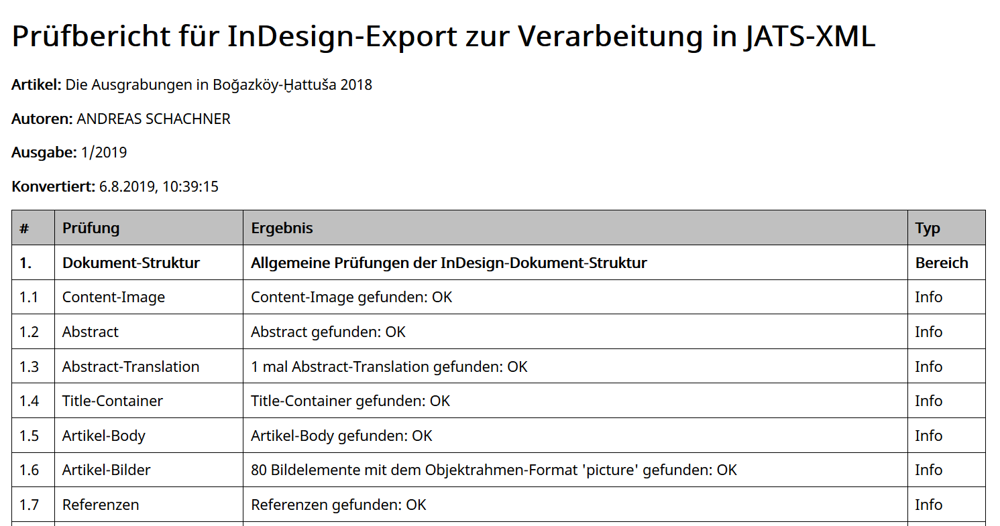 Prüfbericht für InDesign-Export zur Verarbeitung in JATS-XML
Artikel: Die Ausgrabungen in Boğazköy-Ḫattuša 2018
Autoren: ANDREAS SCHACHNER
Ausgabe: 1/2019
Konvertiert: 6.8.2019, 10:39:15
# Prüfung Ergebnis Typ
1. Dokument-Struktur Allgemeine Prüfungen der InDesign-Dokument-Struktur Bereich
1.1 Content-Image Content-Image gefunden: OK Info
1.2 Abstract Abstract gefunden: OK Info
1.3 Abstract-Translation 1 mal Abstract-Translation gefunden: OK Info
1.4 Title-Container Title-Container gefunden: OK Info
1.5 Artikel-Body Artikel-Body gefunden: OK Info
1.6 Artikel-Bilder 80 Bildelemente mit dem Objektrahmen-Format 'picture' gefunden: OK Info
1.7 Referenzen Referenzen gefunden: OK Info